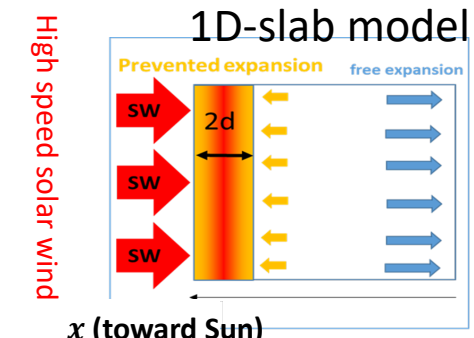 1D-slab model
High speed solar wind
Prevented expansion
free expansion
SW
2d
SW
SW
x (toward Sun)